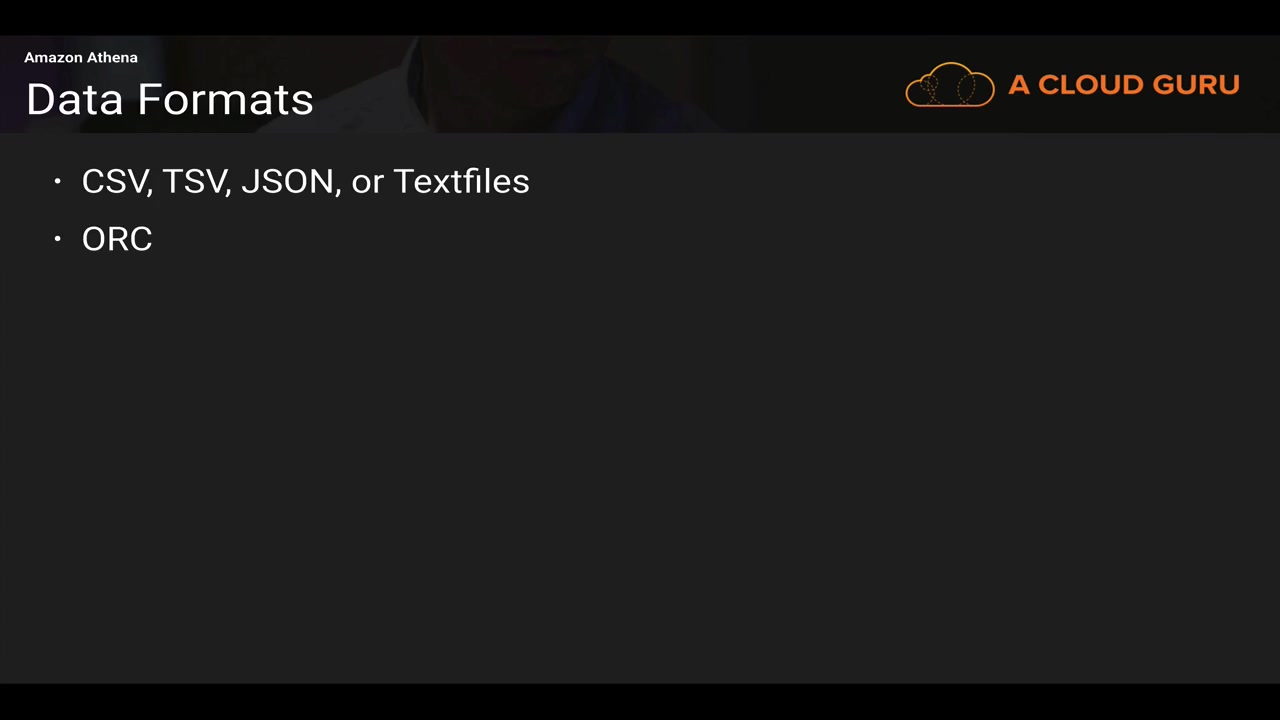 Amazon Athena
Data Formats
A CLOUD GURU
• CSV, TSV, JSON, or Textfiles
• ORC